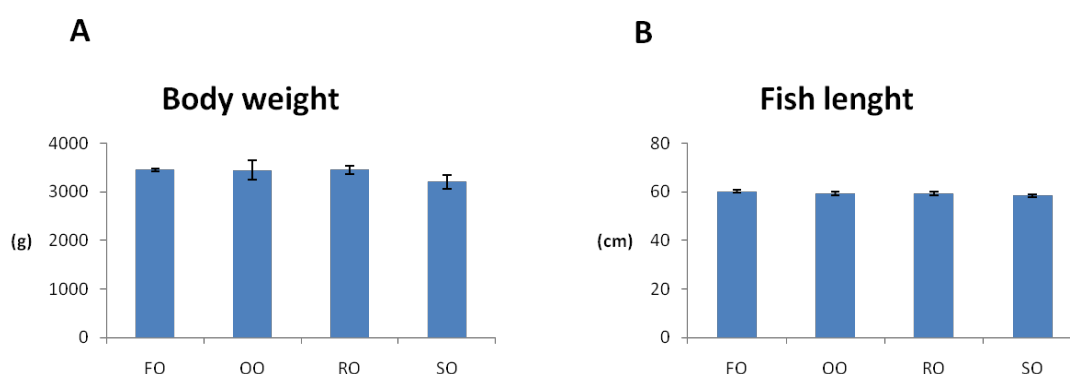 A
Body weight
4000
3000
(g)
2000
1000
0
FO OO RO SO
B
Fish lenght
80
60
(cm)
40
20
0
FO OO RO SO